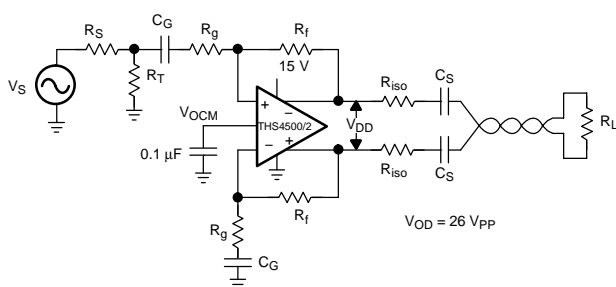 C_G
R_S
R_g
R_f
15 V
V_S
R_T
R_iso
C_S
V_OCM
+
−
THS4500/2
V_DD
R_L
−
+
0.1 µF
R_iso
C_S
R_f
R_g
V_OD = 26 V_PP
C_G